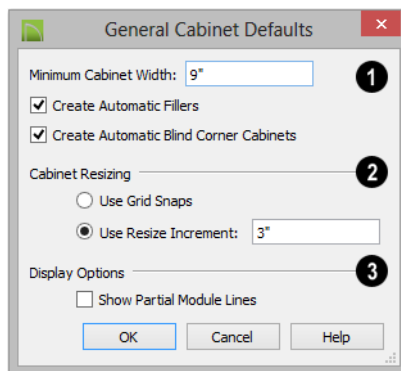 General Cabinet Defaults
Minimum Cabinet Width: 9" 1
Create Automatic Fillers
Create Automatic Blind Corner Cabinets
Cabinet Resizing 2
Use Grid Snaps
Use Resize Increment: 3"
Display Options 3
Show Partial Module Lines
OK Cancel Help